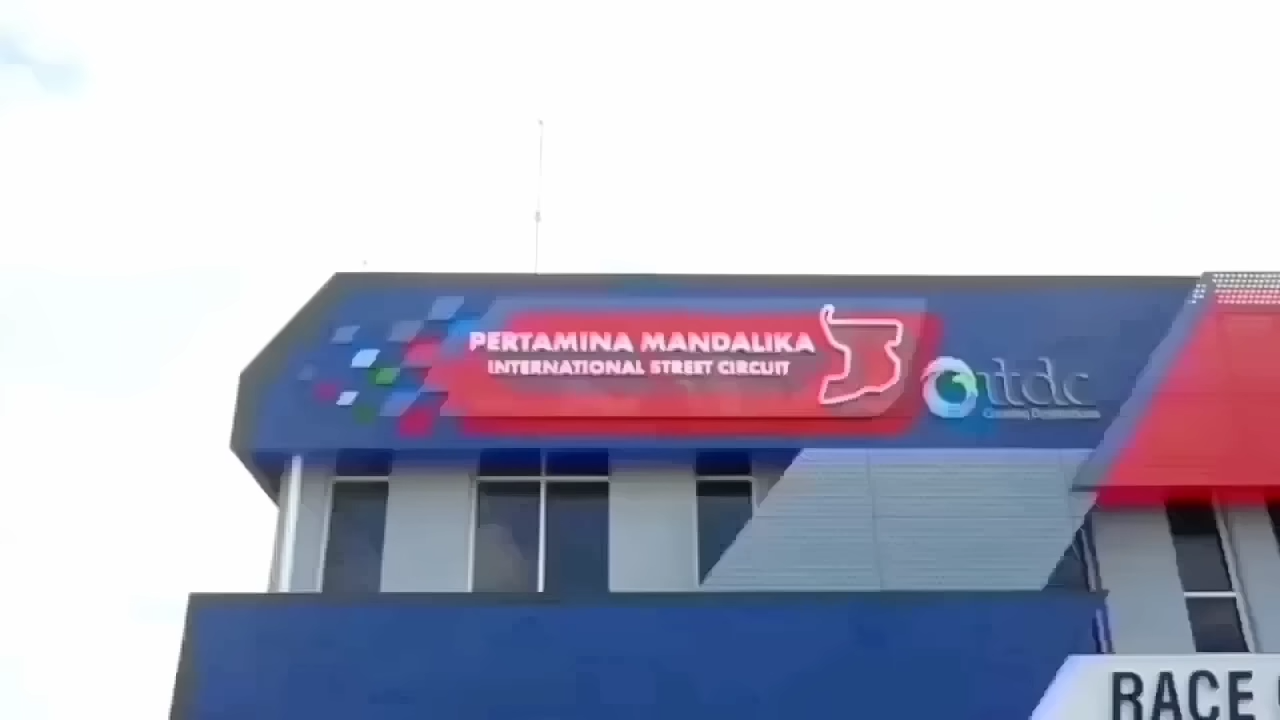 PERTAMINA MANDALIKA
INTERNATIONAL STREET CIRCUIT
itdc
RACE